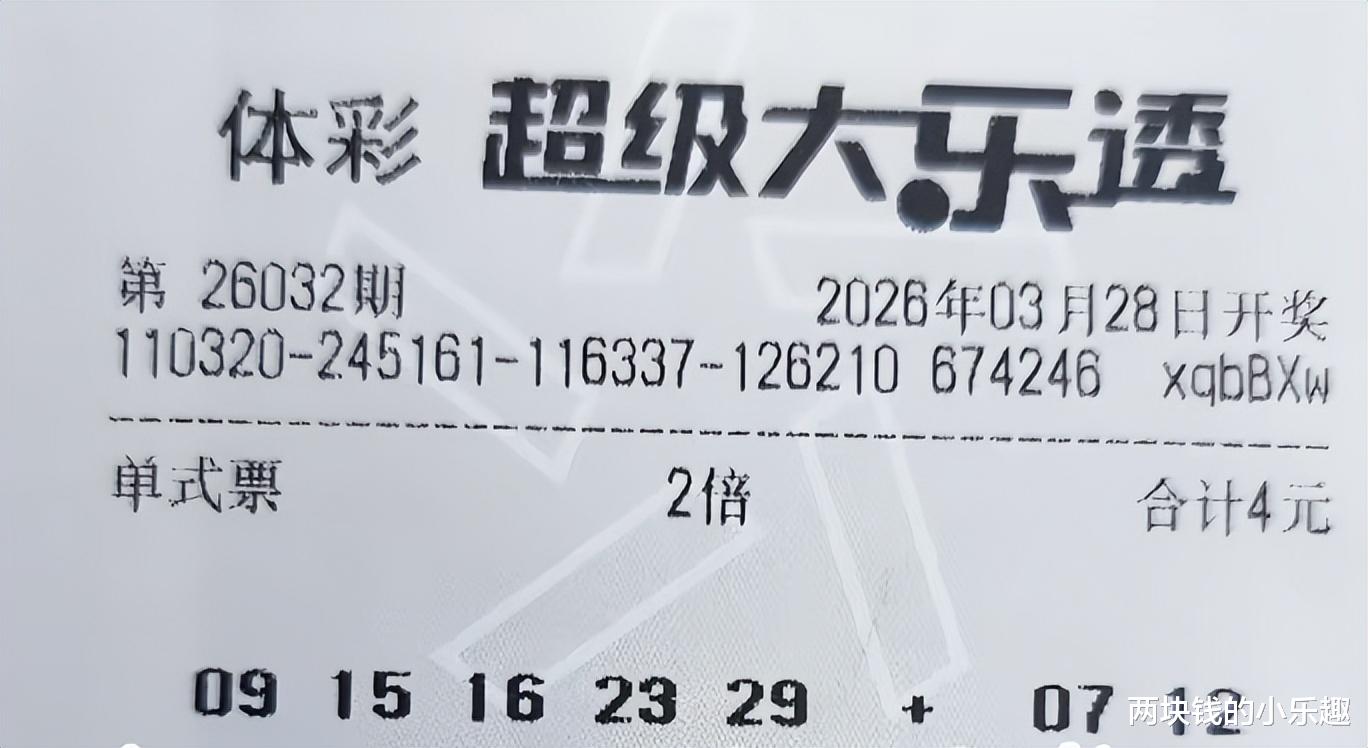 体彩 超级大乐透
第 26032期 2026年03月28日开奖
110320-245161-116337-126210 674246 xqbBXw
单式票 2倍 合计4元
09 15 16 23 29 + 07 12
两块钱的小乐趣